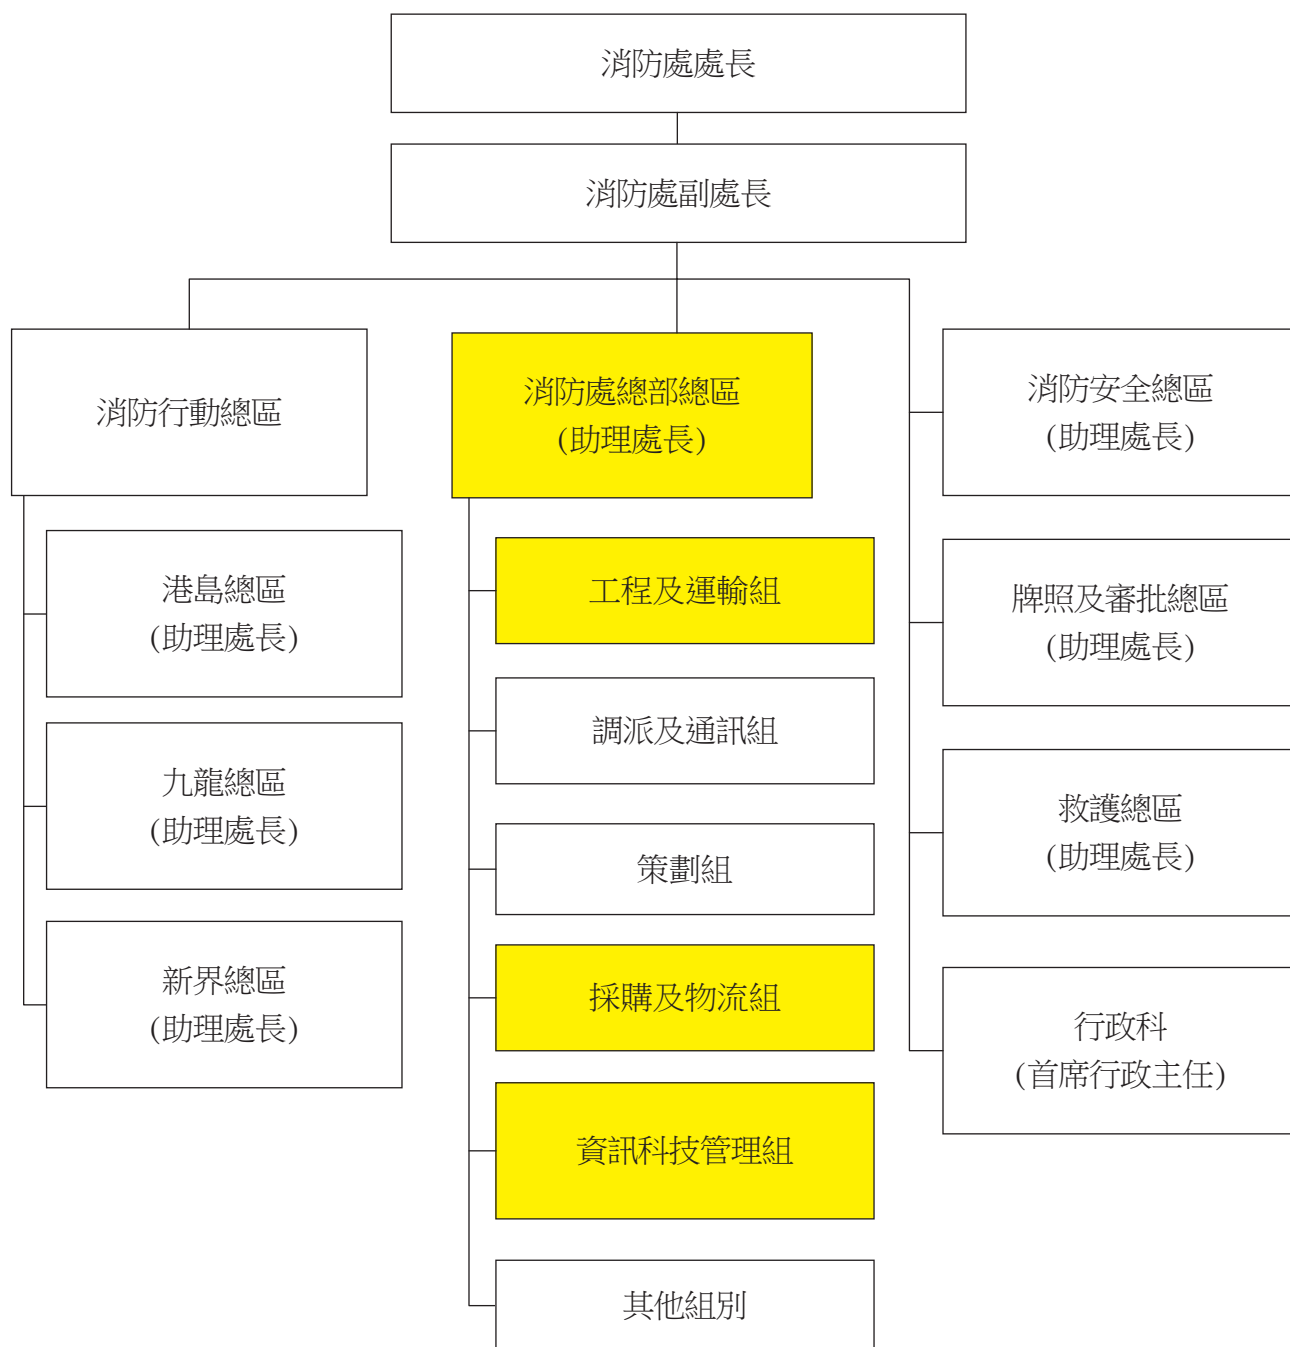 消防處處長
消防處副處長
消防行動總區
港島總區
(助理處長)
九龍總區
(助理處長)
新界總區
(助理處長)
消防處總部總區
(助理處長)
工程及運輸組
調派及通訊組
策劃組
採購及物流組
資訊科技管理組
其他組別
消防安全總區
(助理處長)
牌照及審批總區
(助理處長)
救護總區
(助理處長)
行政科
(首席行政主任)